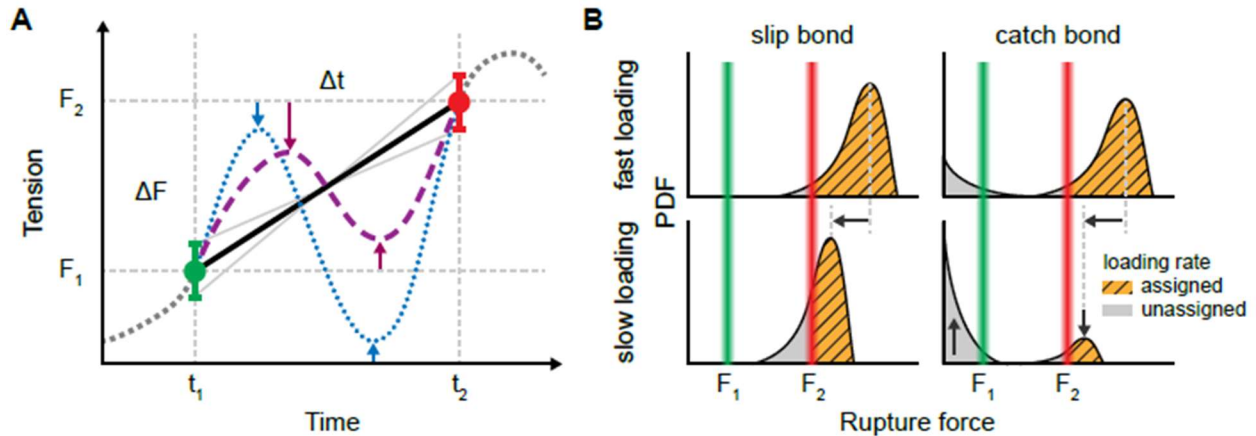 A
Tension
F2
F1
ΔF
Δt
t1
t2
Time
B
slip bond
catch bond
fast loading
slow loading
PDF
loading rate
assigned
unassigned
F1
F2
F1
F2
Rupture force